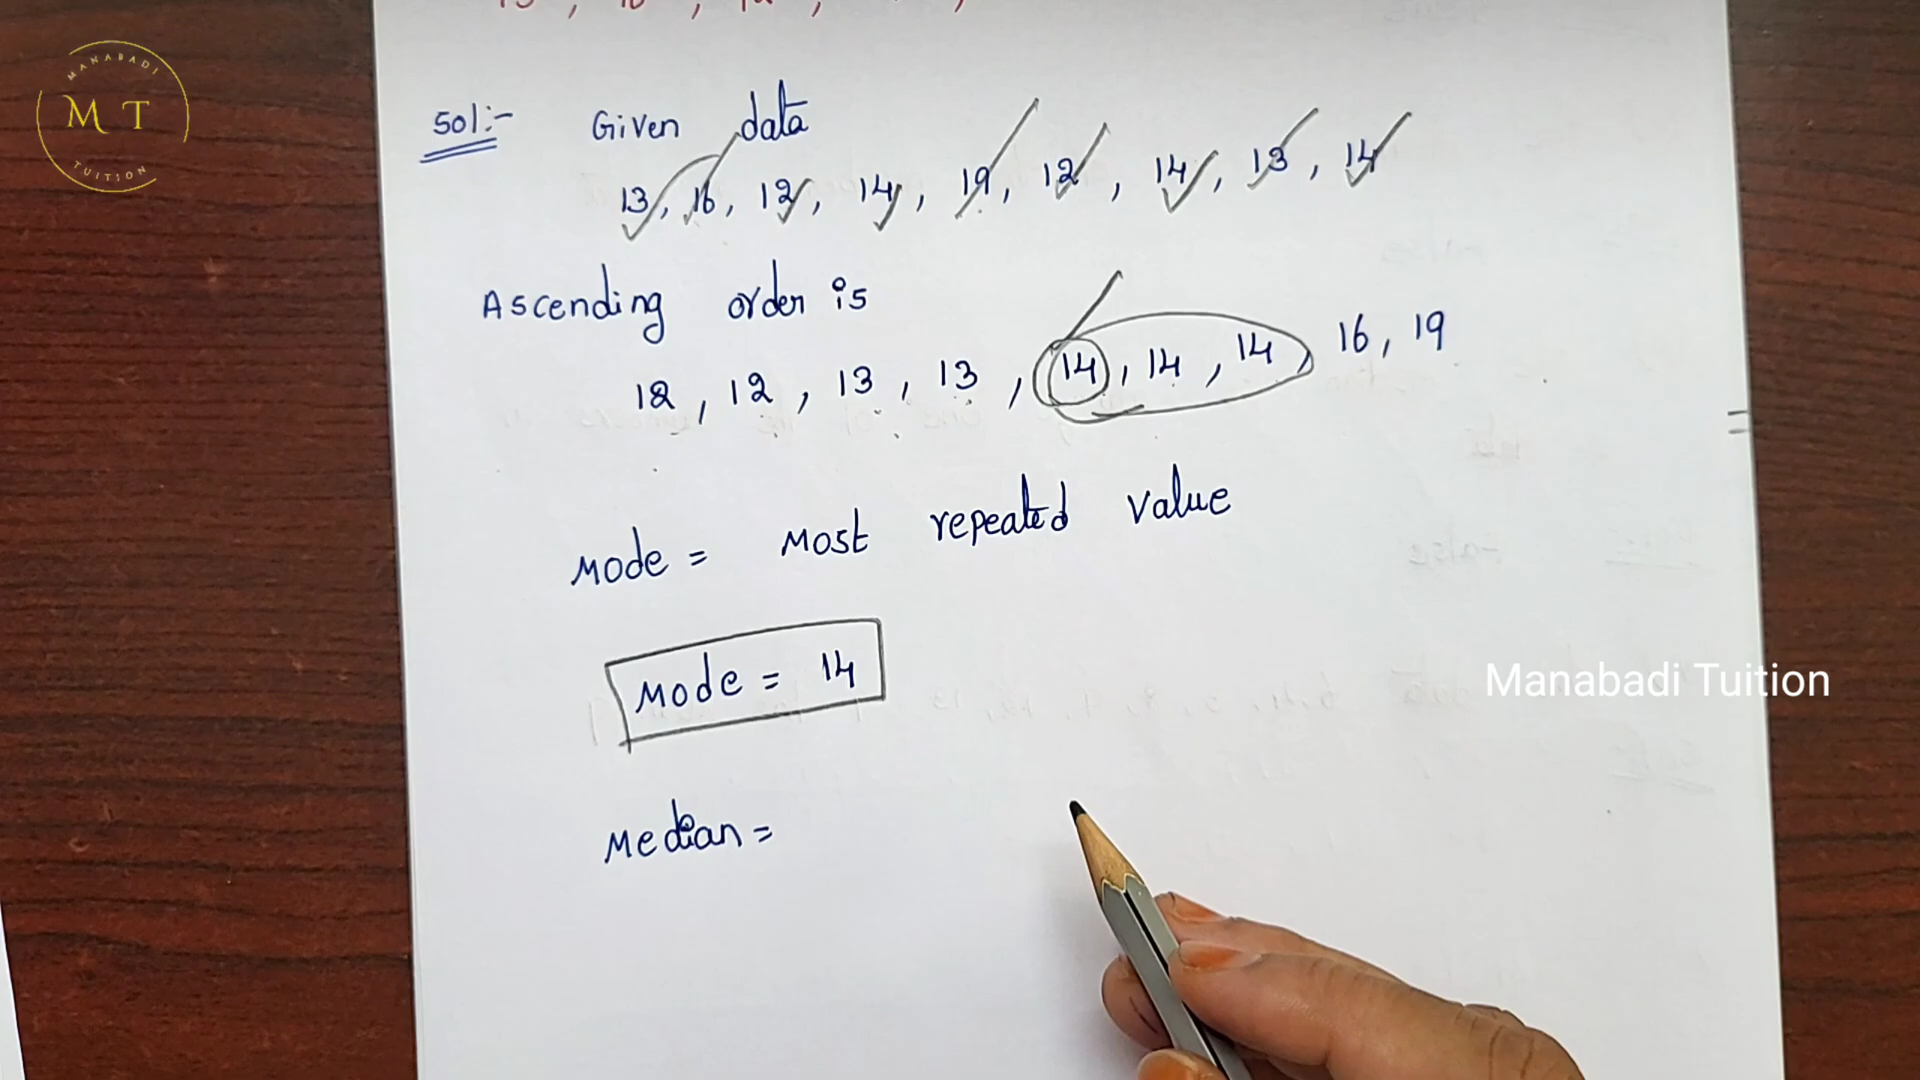 MANABADI
M T
TUITION
Sol:- Given data
13, 16, 12, 14, 19, 12, 14, 13, 14
Ascending order is
12, 12, 13, 13, 14, 14, 14, 16, 19
Mode = Most repeated value
Mode = 14
Manabadi Tuition
Median =